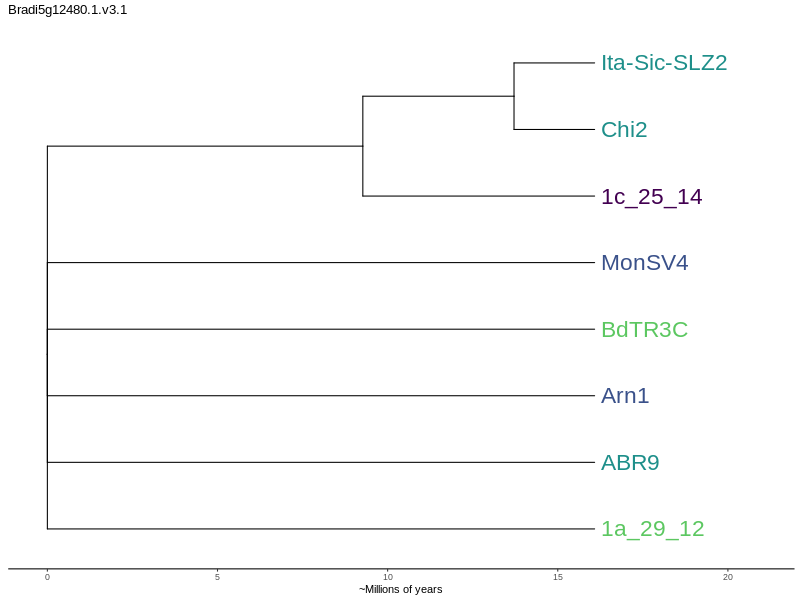 Bradi5g12480.1.v3.1
Ita-Sic-SLZ2
Chi2
1c_25_14
MonSV4
BdTR3C
Arn1
ABR9
1a_29_12
0 5 10 15 20
~Millions of years